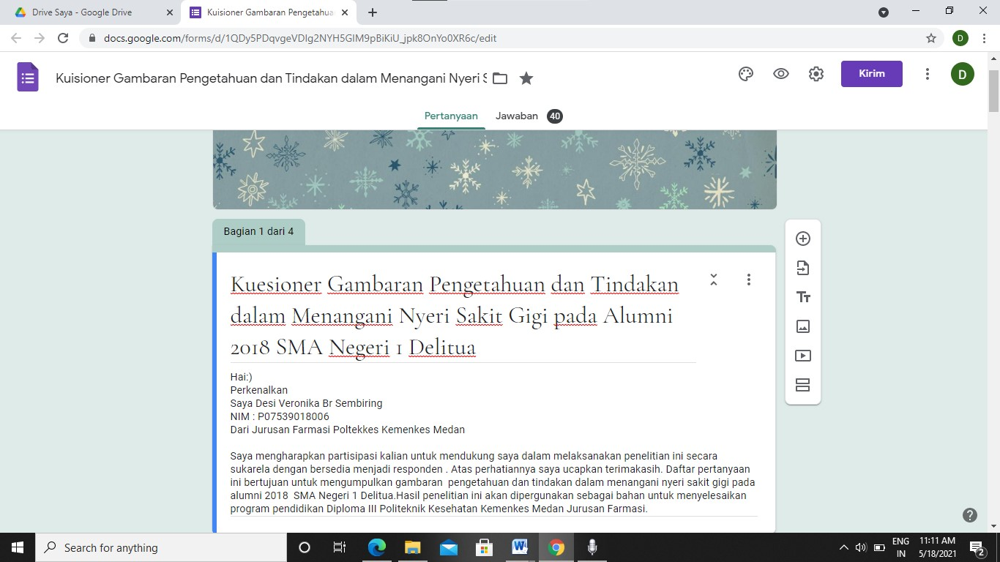 Drive Saya - Google Drive
Kuisioner Gambaran Pengetahua
docs.google.com/forms/d/1QDy5PDqvgeVDIg2NYH5GIM9pBiKiU_jpk8OnYo0XR6c/edit
D
Kuisioner Gambaran Pengetahuan dan Tindakan dalam Menangani Nyeri S
Kirim
D
Pertanyaan
Jawaban 40
Bagian 1 dari 4
Kuesioner Gambaran Pengetahuan dan Tindakan
dalam Menangani Nyeri Sakit Gigi pada Alumni
2018 SMA Negeri 1 Delitua
Hai:)
Perkenalkan
Saya Desi Veronika Br Sembiring
NIM : P07539018006
Dari Jurusan Farmasi Poltekkes Kemenkes Medan
Saya mengharapkan partisipasi kalian untuk mendukung saya dalam melaksanakan penelitian ini secara
sukarela dengan bersedia menjadi responden . Atas perhatiannya saya ucapkan terimakasih. Daftar pertanyaan
ini bertujuan untuk mengumpulkan gambaran  pengetahuan dan tindakan dalam menangani nyeri sakit gigi pada
alumni 2018  SMA Negeri 1 Delitua.Hasil penelitian ini akan dipergunakan sebagai bahan untuk menyelesaikan
program pendidikan Diploma III Politeknik Kesehatan Kemenkes Medan Jurusan Farmasi.
Tt
Search for anything
ENG
IN
11:11 AM
5/18/2021
2